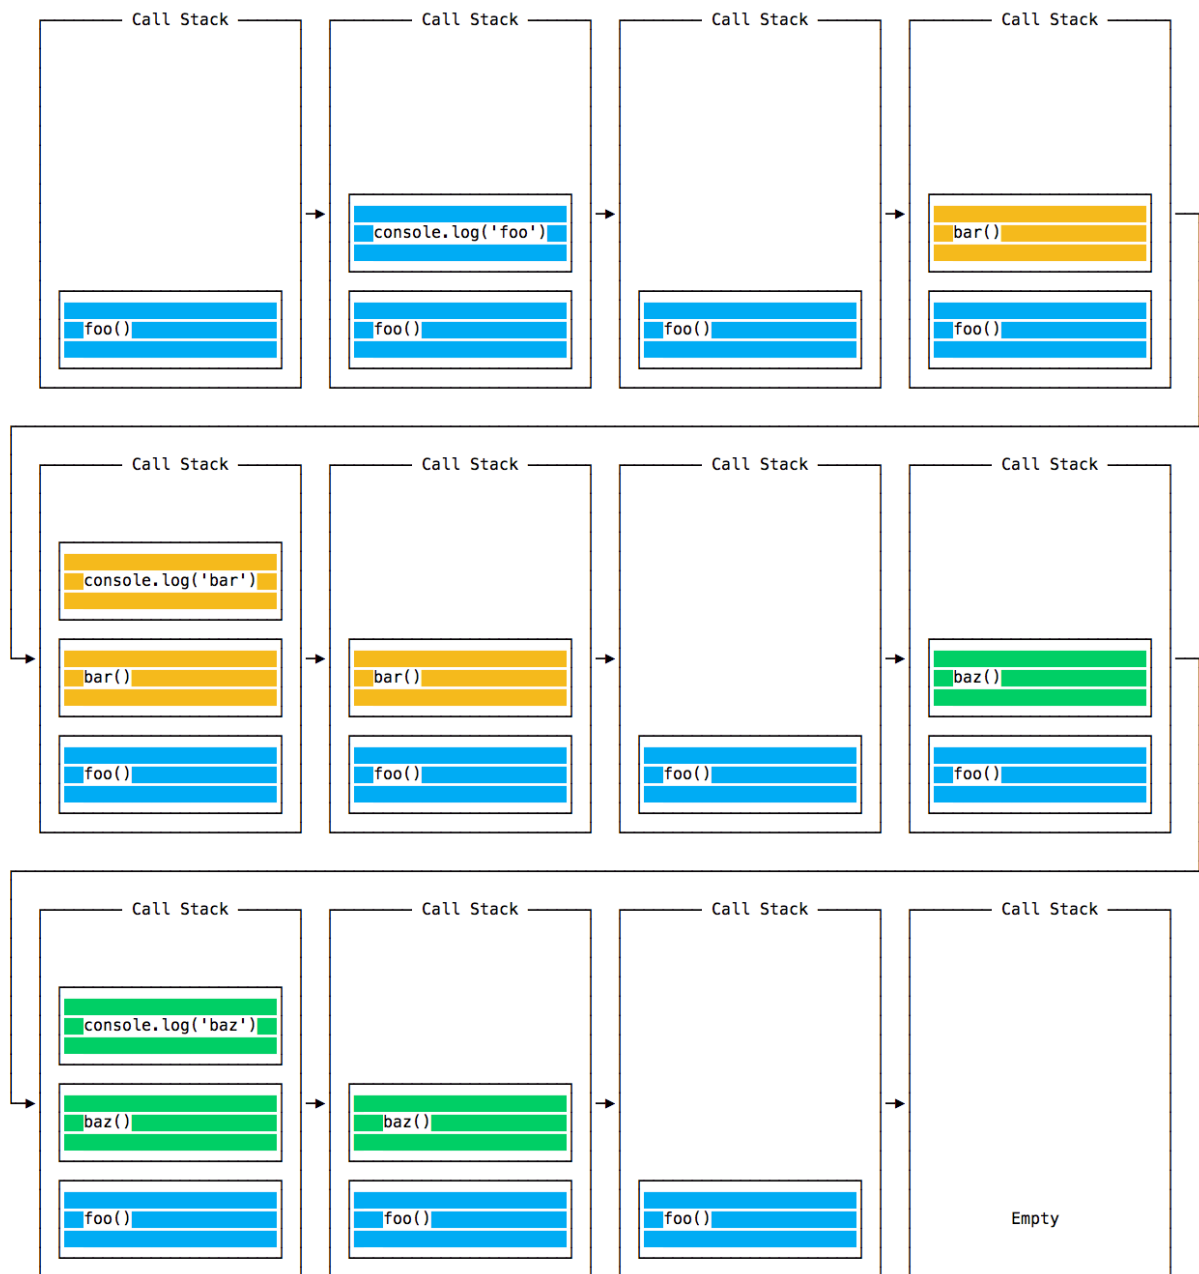 Call Stack
Call Stack
Call Stack
Call Stack
console.log('foo')
bar()
foo()
foo()
foo()
foo()
Call Stack
Call Stack
Call Stack
Call Stack
console.log('bar')
bar()
bar()
baz()
foo()
foo()
foo()
foo()
Call Stack
Call Stack
Call Stack
Call Stack
console.log('baz')
baz()
baz()
foo()
foo()
foo()
Empty